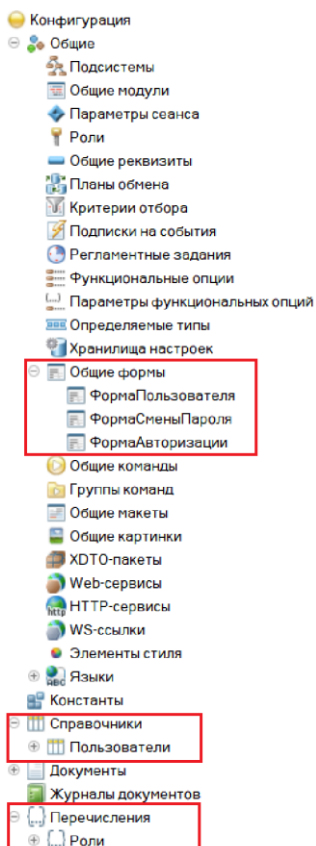 Конфигурация
Общие
Подсистемы
Общие модули
Параметры сеанса
Роли
Общие реквизиты
Планы обмена
Критерии отбора
Подписки на события
Регламентные задания
Функциональные опции
Параметры функциональных опций
Определяемые типы
Хранилища настроек
Общие формы
ФормаПользователя
ФормаСменыПароля
ФормаАвторизации
Общие команды
Группы команд
Общие макеты
Общие картинки
XDTO-пакеты
Web-сервисы
HTTP-сервисы
WS-ссылки
Элементы стиля
Языки
Константы
Справочники
Пользователи
Документы
Журналы документов
Перечисления
Роли